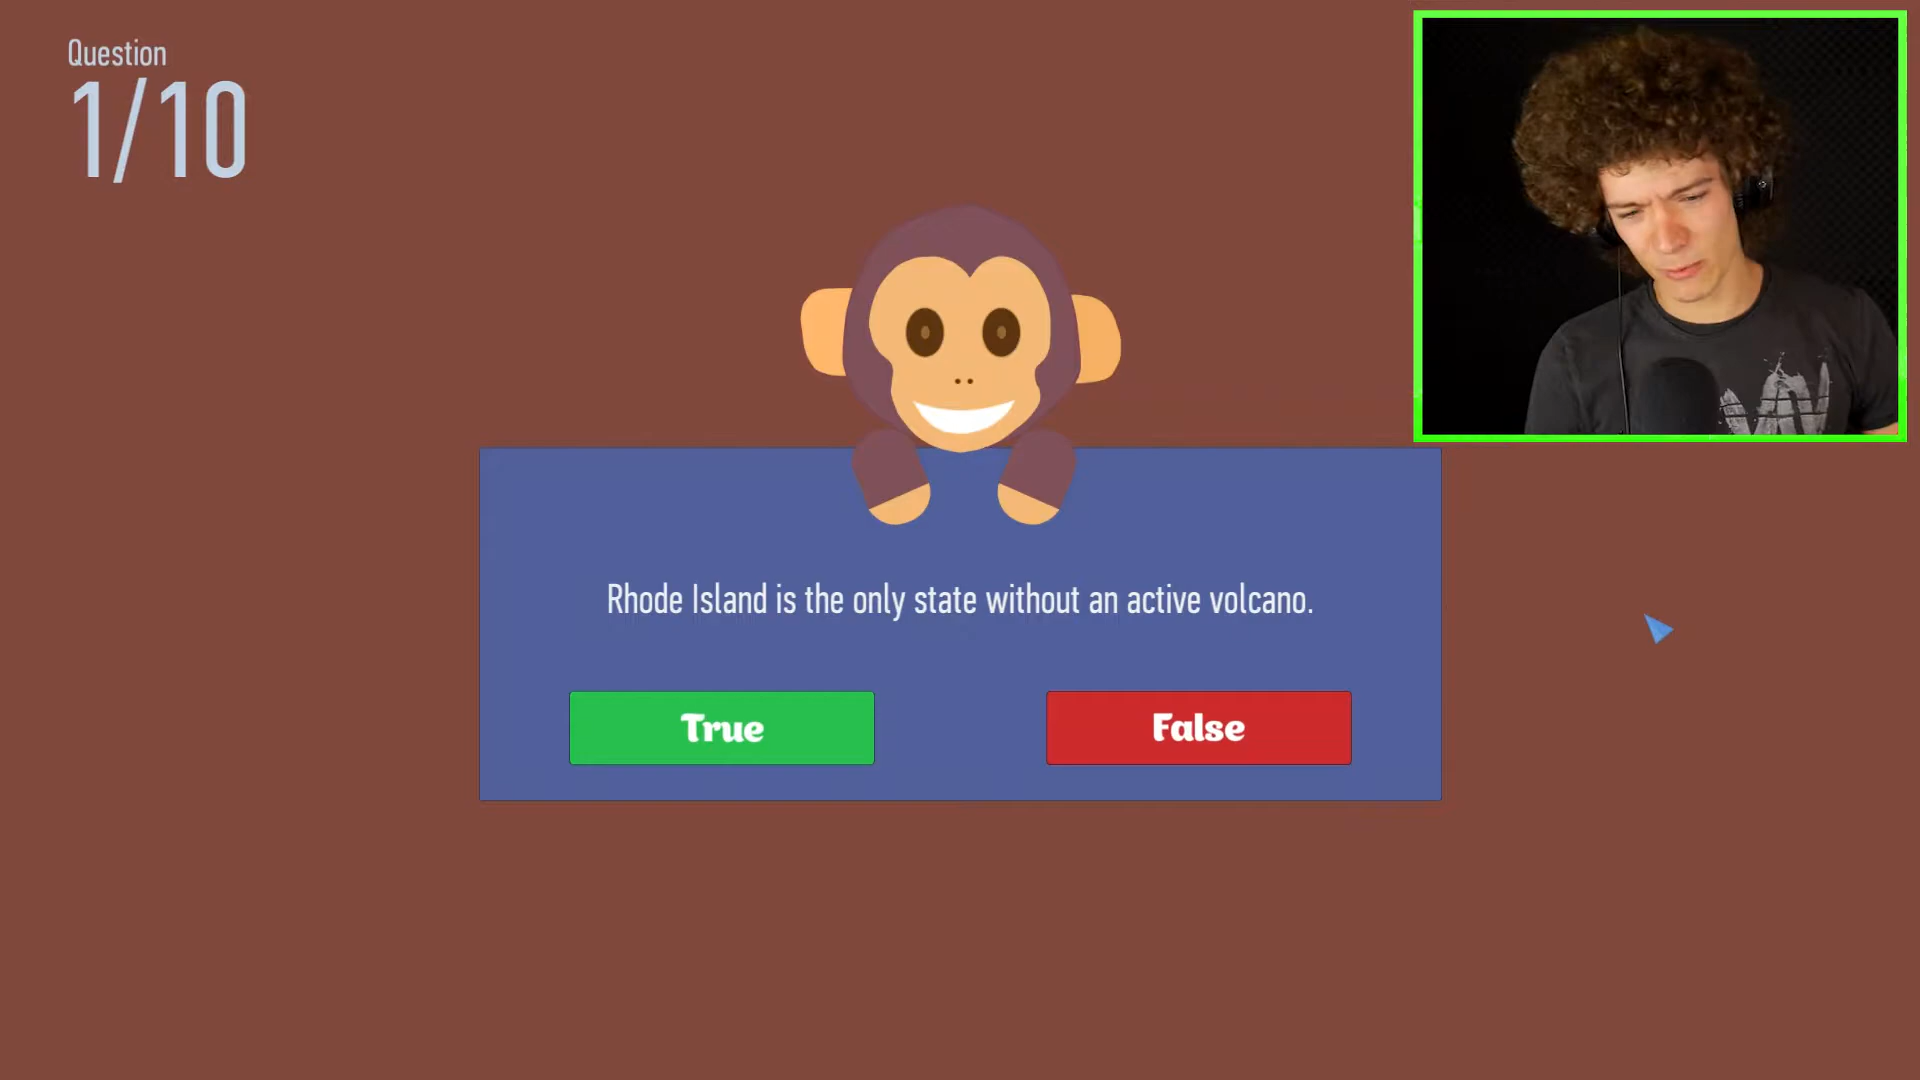 Question
1/10
Rhode Island is the only state without an active volcano.
True
False